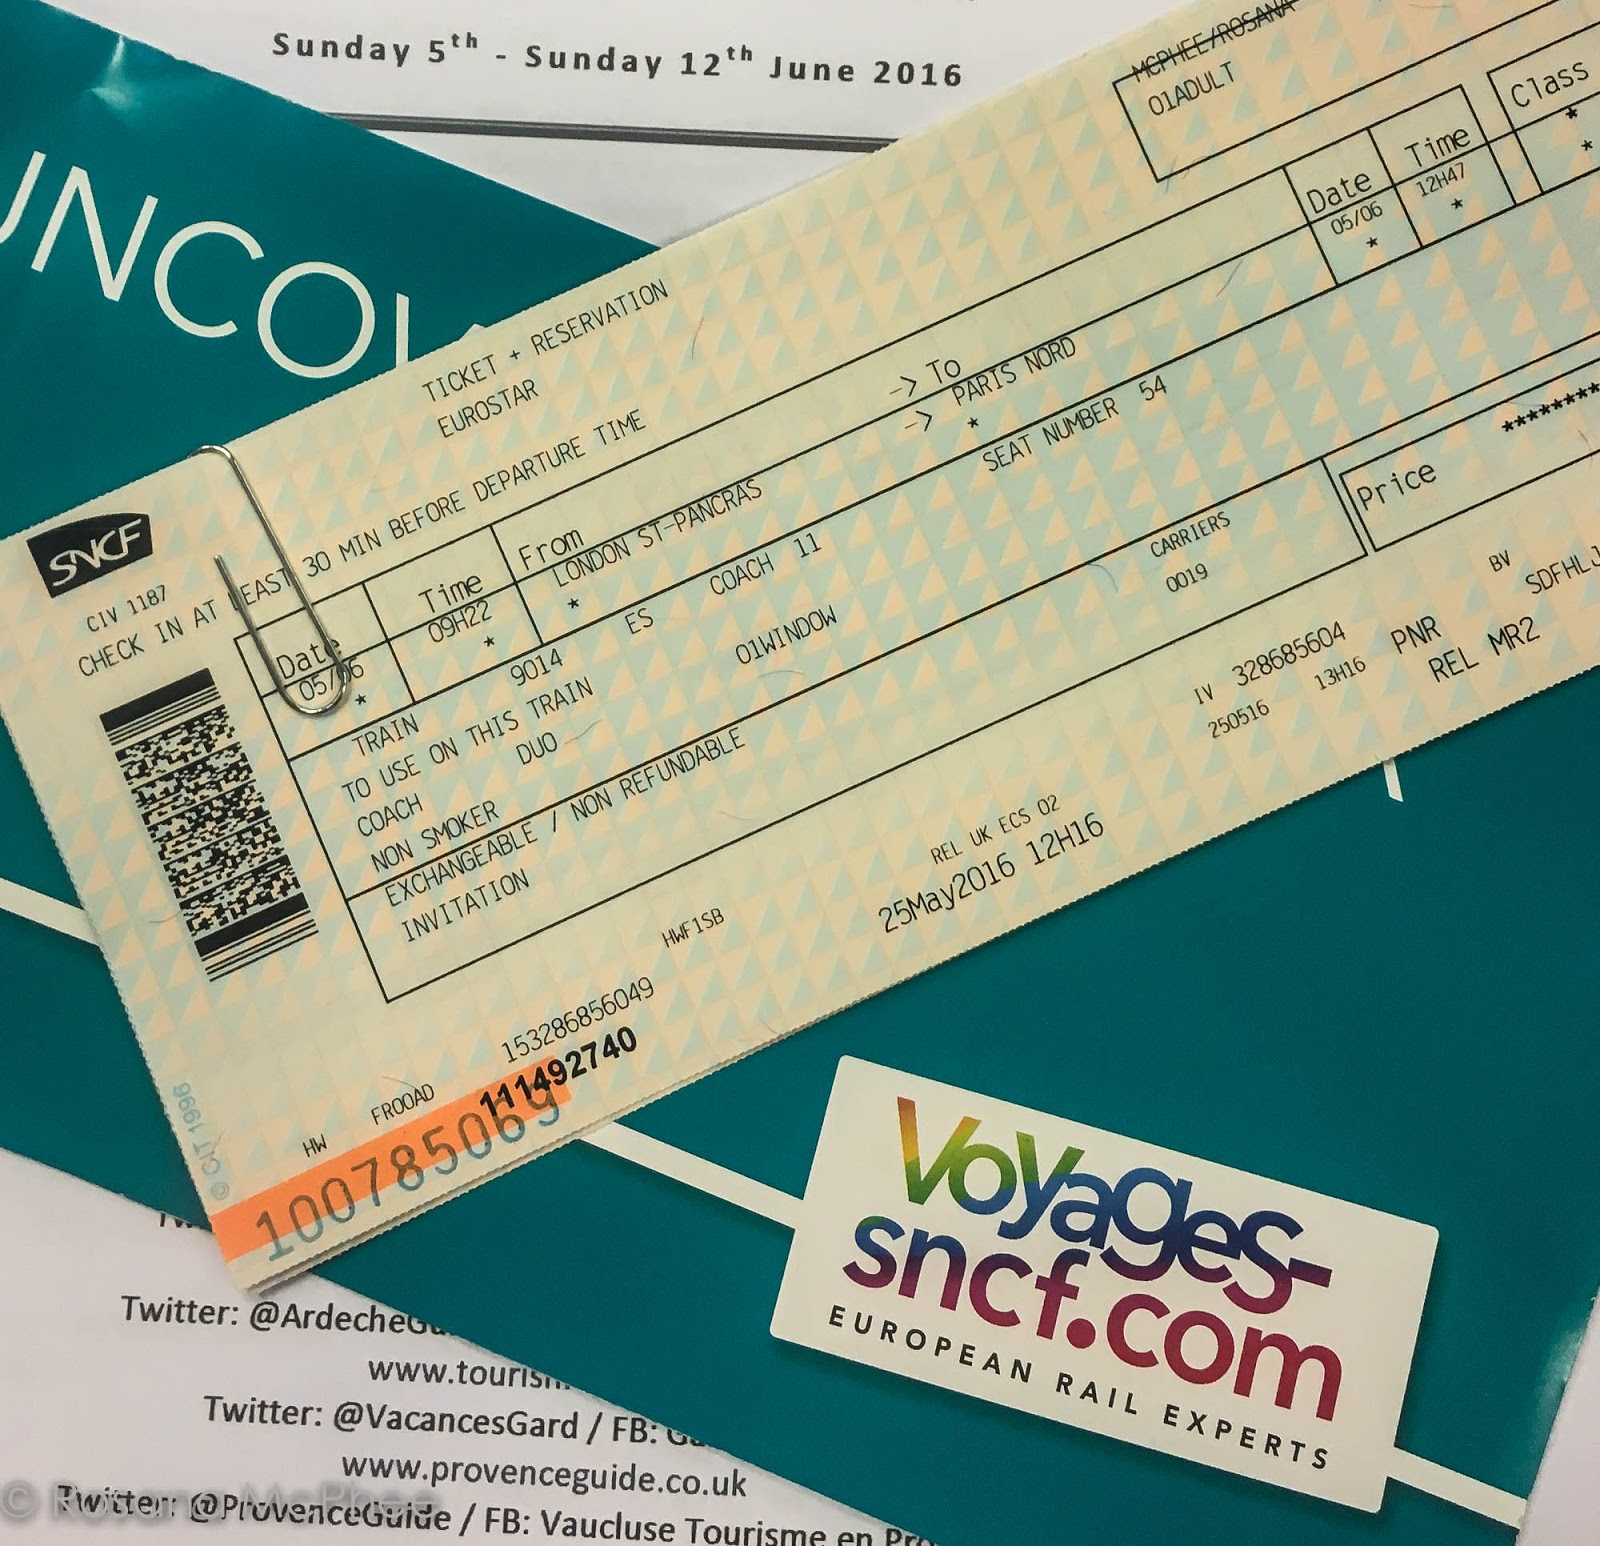 Sunday 5th - Sunday 12th June 2016
UNCO
MCPHEE/ROSANA
01ADULT
TICKET + RESERVATION
EUROSTAR
SNCF
CIV 1187
CHECK IN AT LEAST 30 MIN BEFORE DEPARTURE TIME
Date Time From -> To Date Time Class
05/06 09H22 LONDON ST-PANCRAS -> PARIS NORD 05/06 12H47 *
* * * * * * *
TRAIN 9014 ES COACH 11 SEAT NUMBER 54
TO USE ON THIS TRAIN
COACH DUO 01WINDOW
NON SMOKER
EXCHANGEABLE / NON REFUNDABLE
INVITATION
CARRIERS
0019
Price ********
BV SDFHLJ
PNR
REL MR2
IV 328685604
250516 13H16
REL UK ECS 02
25May2016 12H16
HWF1SB
153286856049
HW FROOAD
111492740
100785069
© CIT 1996
Voyages-
sncf.com
EUROPEAN RAIL EXPERTS
Twitter: @ArdecheGu
www.tourism
Twitter: @VacancesGard / FB: Ga
www.provenceguide.co.uk
Twitter: @ProvenceGuide / FB: Vaucluse Tourisme en Pro
© Rosana McPhee